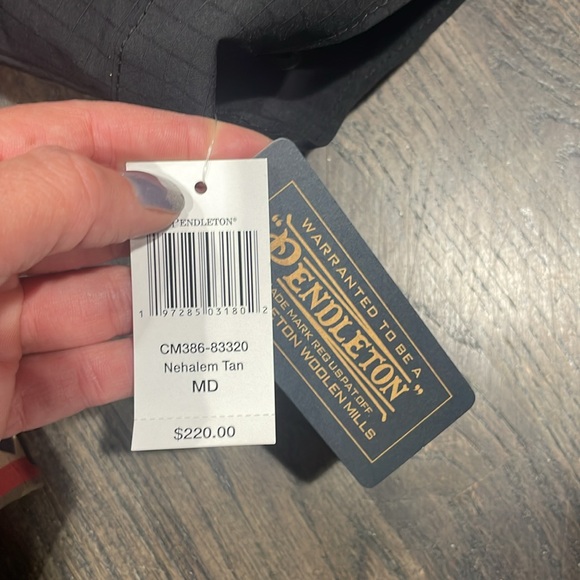 PENDLETON®
1 97285 03180 2
CM386-83320
Nehalem Tan
MD
$220.00
WARRANTED TO BE A
"PENDLETON"
MARK REG US PAT OFF.
WOOLEN MILLS